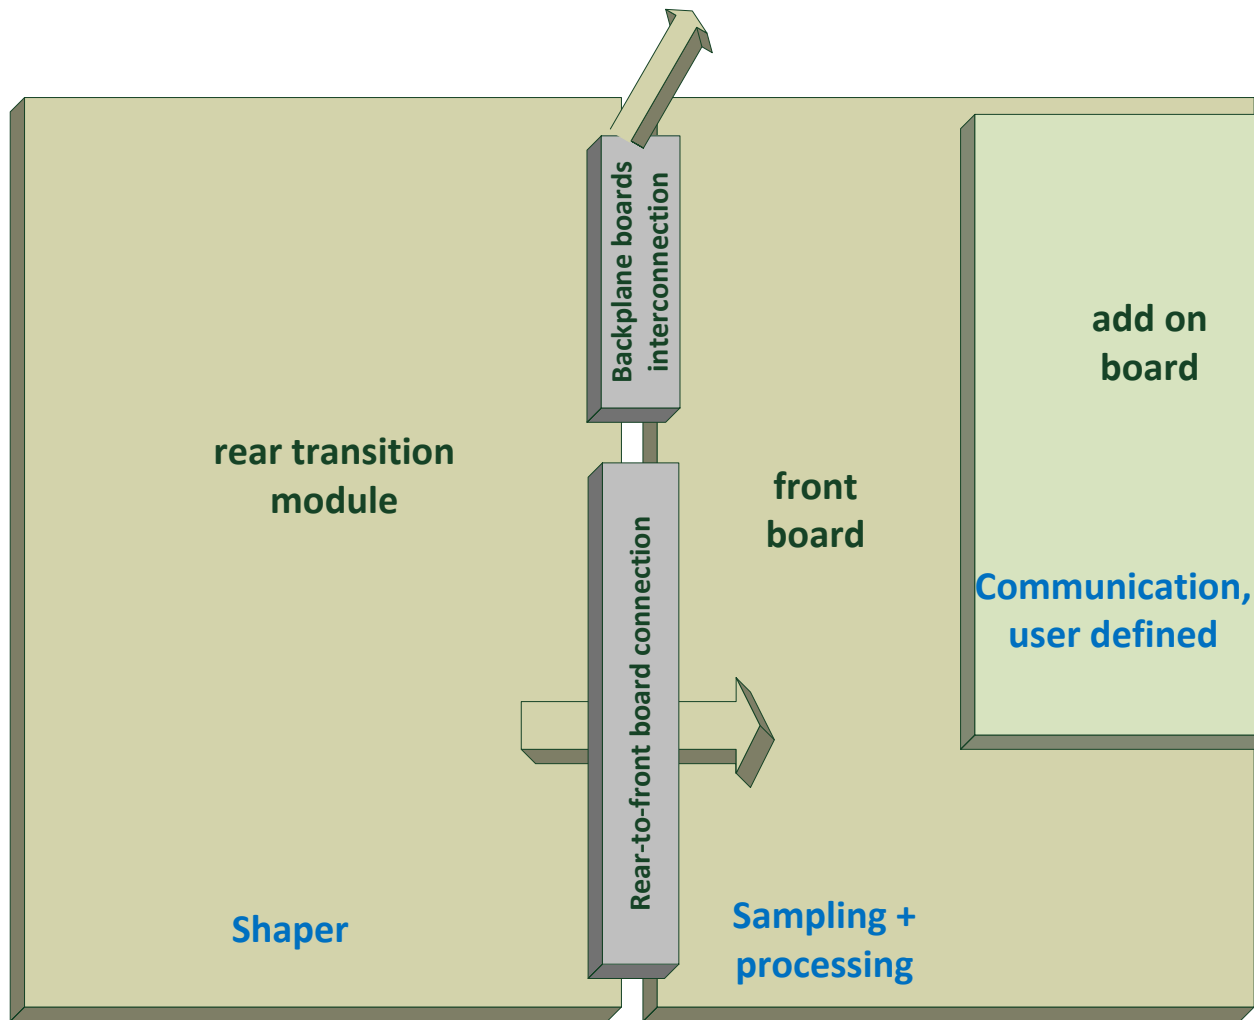 rear transition
module
Shaper
Backplane boards
interconnection
Rear-to-front board connection
front
board
Sampling +
processing
add on
board
Communication,
user defined